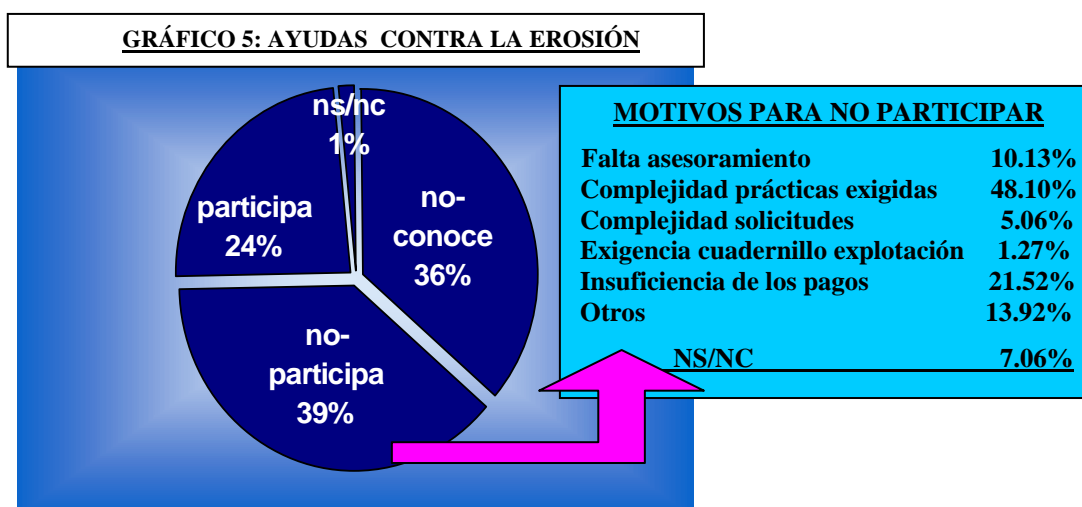 GRÁFICO 5: AYUDAS CONTRA LA EROSIÓN
ns/nc
1%
participa
24%
no-
conoce
36%
no-
participa
39%
MOTIVOS PARA NO PARTICIPAR
Falta asesoramiento 10.13%
Complejidad prácticas exigidas 48.10%
Complejidad solicitudes 5.06%
Exigencia cuadernillo explotación 1.27%
Insuficiencia de los pagos 21.52%
Otros 13.92%
NS/NC 7.06%